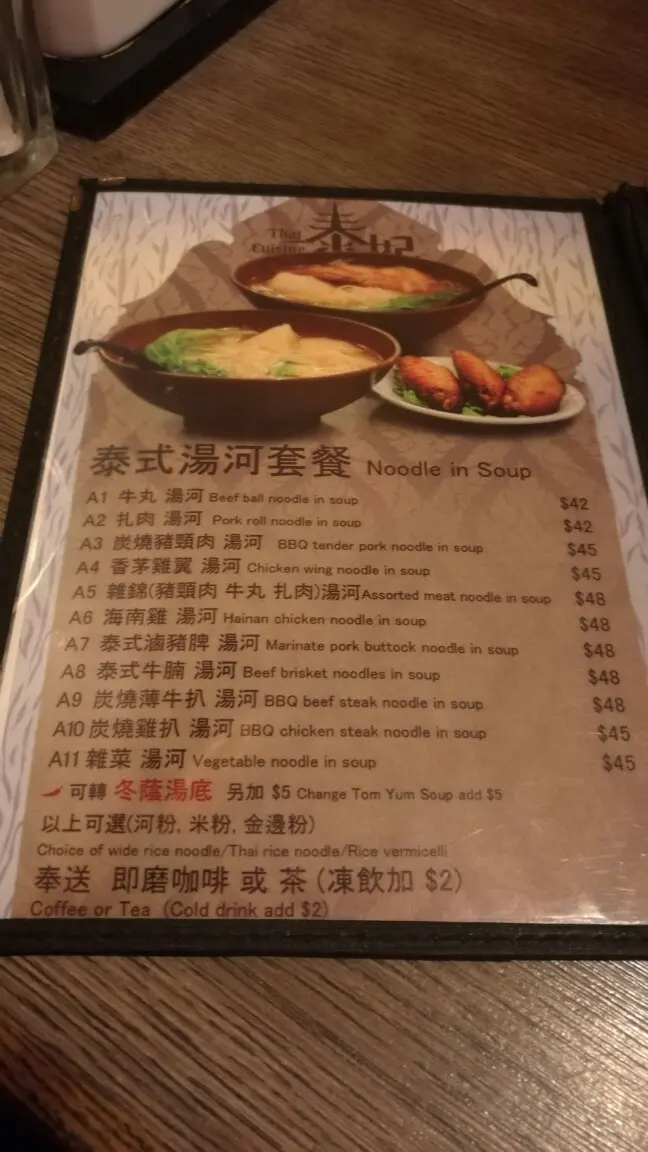 Thai
Cuisine
泰妃
泰式湯河套餐 Noodle in Soup
A1 牛丸 湯河 Beef ball noodle in soup $42
A2 扎肉 湯河 Pork roll noodle in soup $42
A3 炭燒豬頸肉 湯河 BBQ tender pork noodle in soup $45
A4 香茅雞翼 湯河 Chicken wing noodle in soup $45
A5 雜錦(豬頸肉 牛丸 扎肉)湯河Assorted meat noodle in soup $48
A6 海南雞 湯河 Hainan chicken noodle in soup $48
A7 泰式滷豬脾 湯河 Marinate pork buttock noodle in soup $48
A8 泰式牛腩 湯河 Beef brisket noodles in soup $48
A9 炭燒薄牛扒 湯河 BBQ beef steak noodle in soup $48
A10 炭燒雞扒 湯河 BBQ chicken steak noodle in soup $45
A11 雜菜 湯河 Vegetable noodle in soup $45
可轉 冬蔭湯底 另加 $5 Change Tom Yum Soup add $5
以上可選(河粉, 米粉, 金邊粉)
Choice of wide rice noodle/Thai rice noodle/Rice vermicelli
奉送 即磨咖啡 或 茶 (凍飲加 $2)
Coffee or Tea (Cold drink add $2)